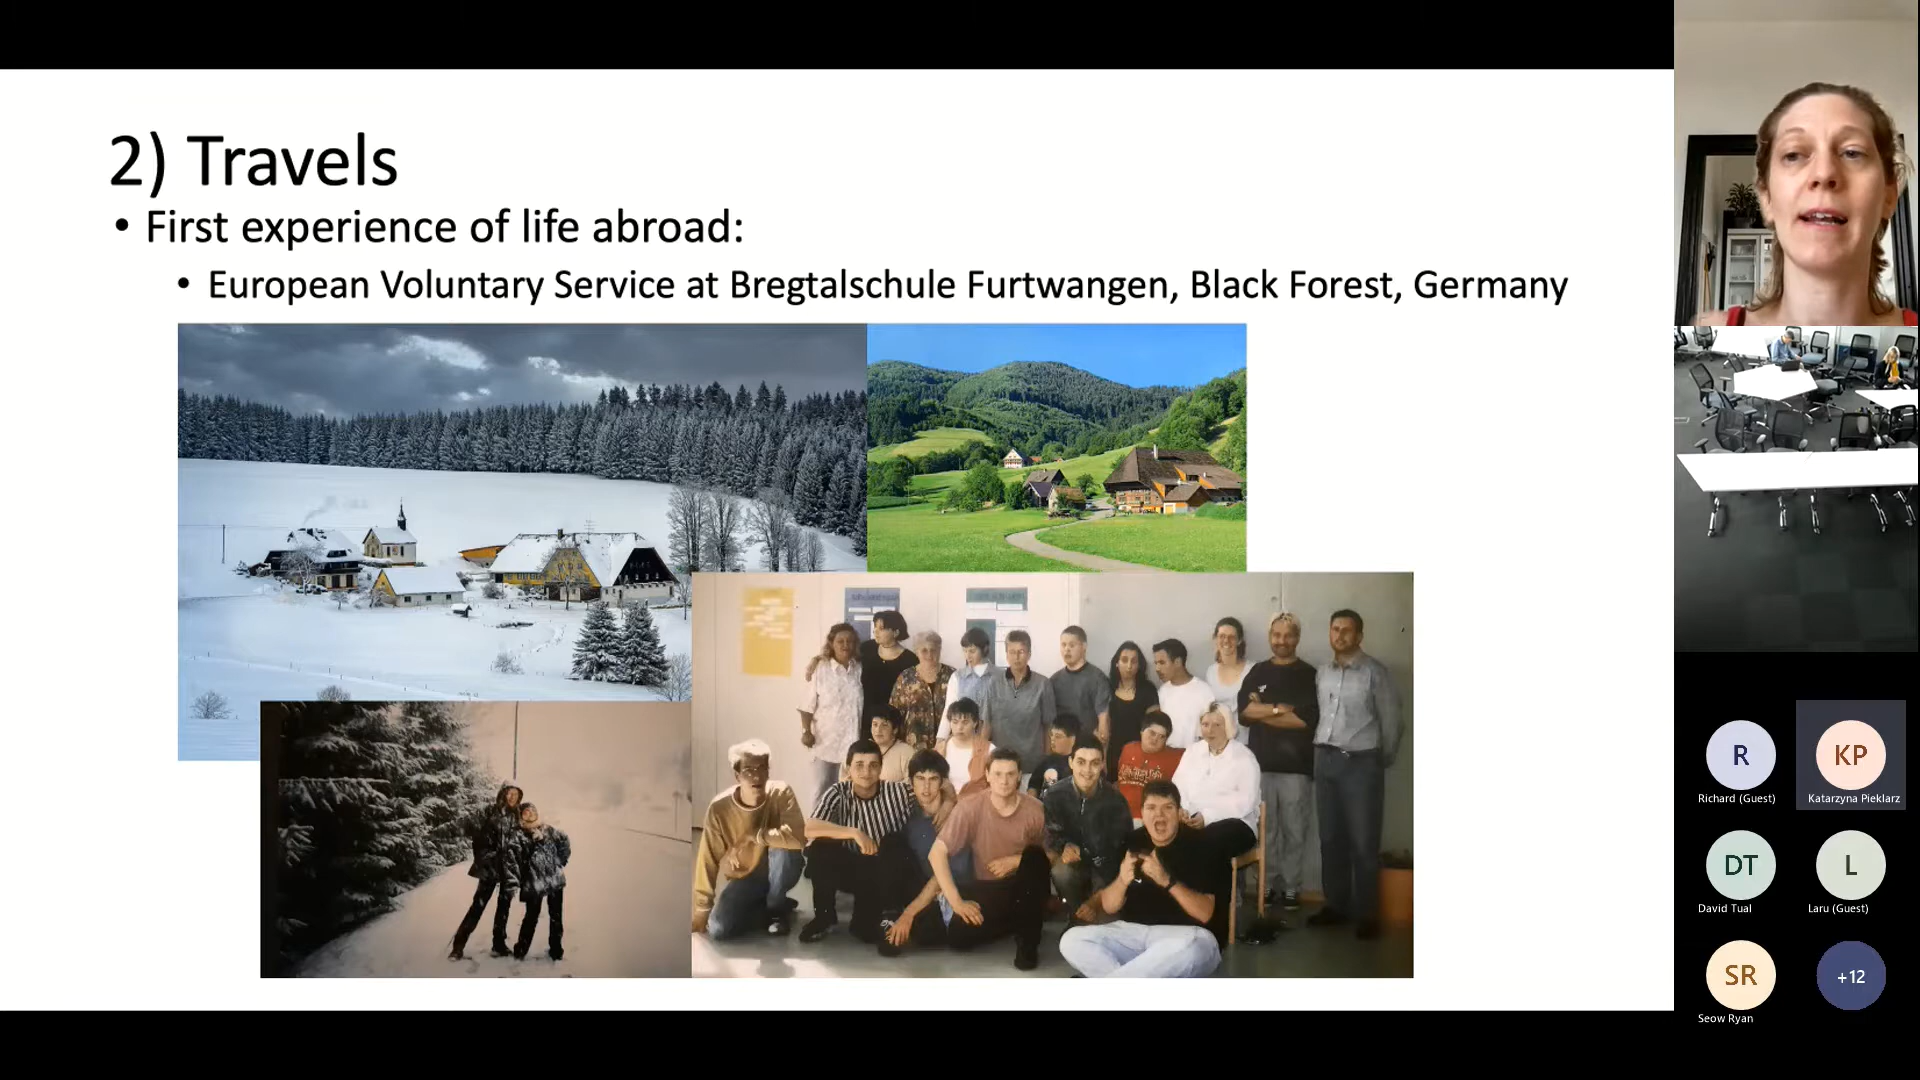 2) Travels
• First experience of life abroad:
• European Voluntary Service at Bregtalschule Furtwangen, Black Forest, Germany
R
Richard (Guest)
KP
Katarzyna Pieklarz
DT
David Tual
L
Laru (Guest)
SR
Seow Ryan
+12